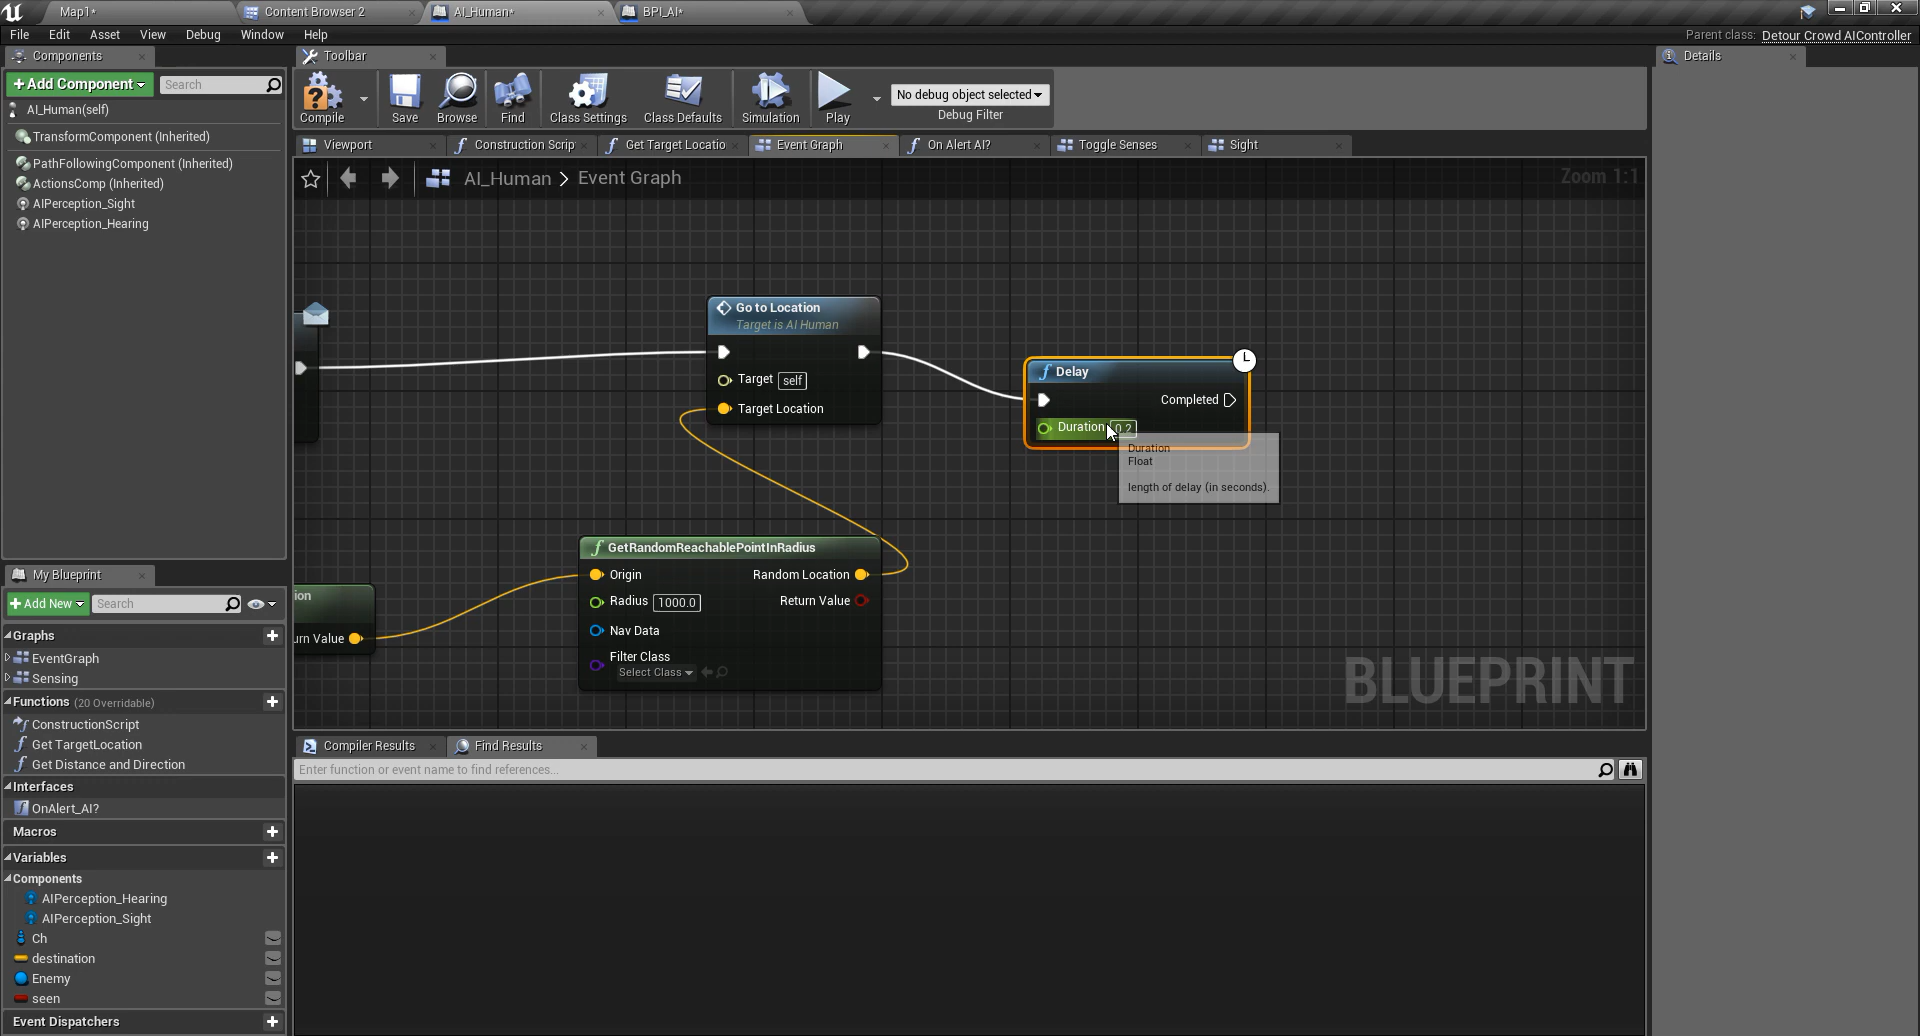 Map1*
Content Browser 2
AI_Human*
BPI_AI*
File Edit Asset View Debug Window Help
Parent class: Detour Crowd AIController
Components
+Add Component
Search
AI_Human(self)
TransformComponent (Inherited)
PathFollowingComponent (Inherited)
ActionsComp (Inherited)
AIPerception_Sight
AIPerception_Hearing
Toolbar
Compile
Save
Browse
Find
Class Settings
Class Defaults
Simulation
Play
No debug object selected
Debug Filter
Details
Viewport
Construction Scrip
Get Target Locatio
Event Graph
On Alert AI?
Toggle Senses
Sight
AI_Human > Event Graph
Zoom 1:1
Go to Location
Target is AI Human
Target self
Target Location
Delay
Completed
Duration 0.2
Duration
Float
length of delay (in seconds).
GetRandomReachablePointInRadius
Origin
Random Location
Radius 1000.0
Return Value
Nav Data
Filter Class
Select Class
ion
urn Value
BLUEPRINT
My Blueprint
+Add New
Search
Graphs
EventGraph
Sensing
Functions (20 Overridable)
ConstructionScript
Get TargetLocation
Get Distance and Direction
Interfaces
OnAlert_AI?
Macros
Variables
Components
AIPerception_Hearing
AIPerception_Sight
Ch
destination
Enemy
seen
Event Dispatchers
Compiler Results
Find Results
Enter function or event name to find references...